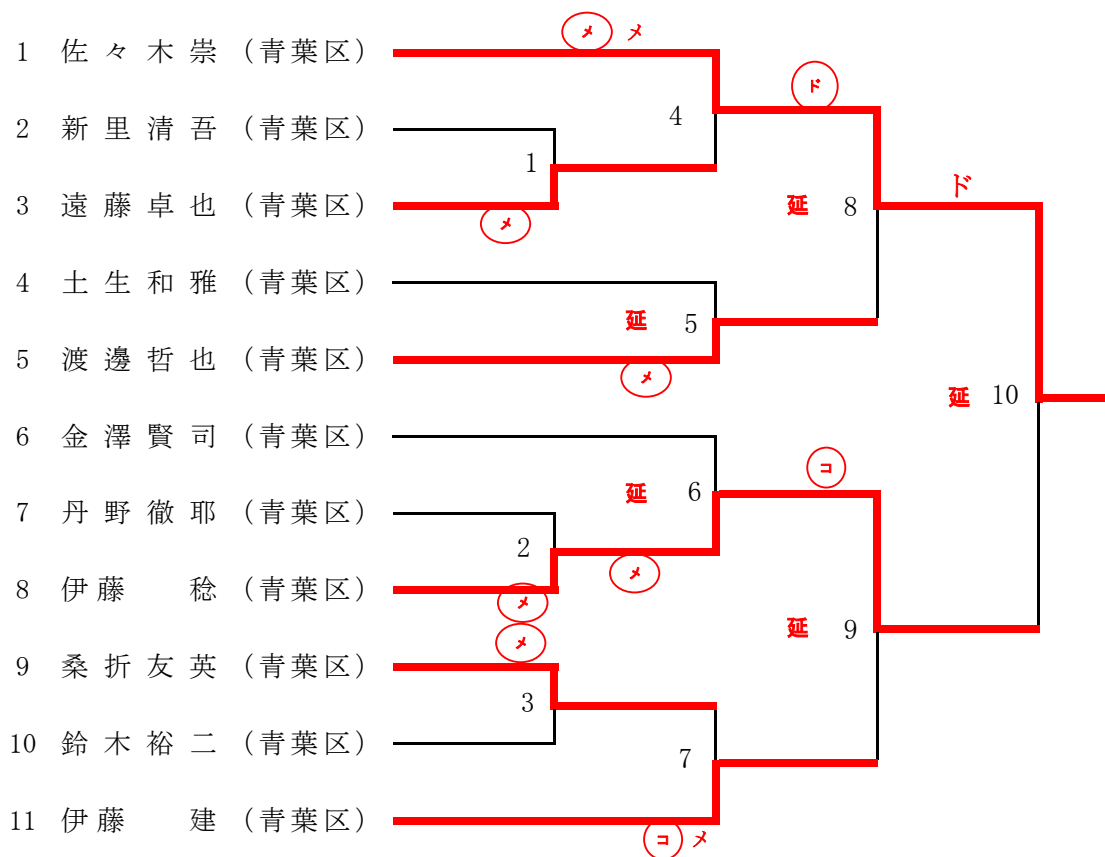 メ メ
1 佐々木崇（青葉区）
ド
4
2 新里清吾（青葉区）
1
ド
3 遠藤卓也（青葉区）
延 8
メ
4 土生和雅（青葉区）
延 5
5 渡邊哲也（青葉区）
メ
延 10
6 金澤賢司（青葉区）
コ
延 6
7 丹野徹耶（青葉区）
2
メ
8 伊藤　稔（青葉区）
メ
延 9
メ
9 桑折友英（青葉区）
3
10 鈴木裕二（青葉区）
7
11 伊藤　建（青葉区）
コ メ